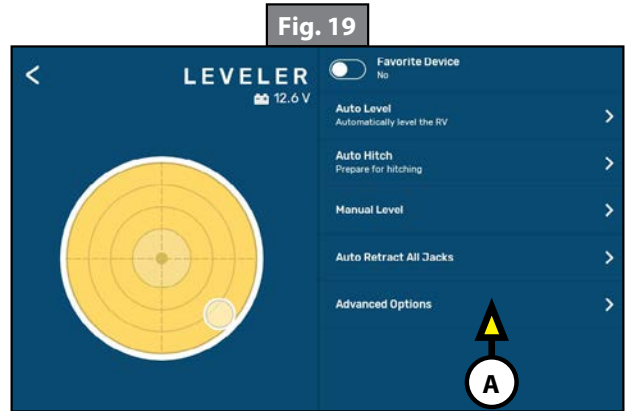 Fig. 19
<
LEVELER
12.6 V
Favorite Device
No
Auto Level
Automatically level the RV
>
Auto Hitch
Prepare for hitching
>
Manual Level
>
Auto Retract All Jacks
>
Advanced Options
>
A